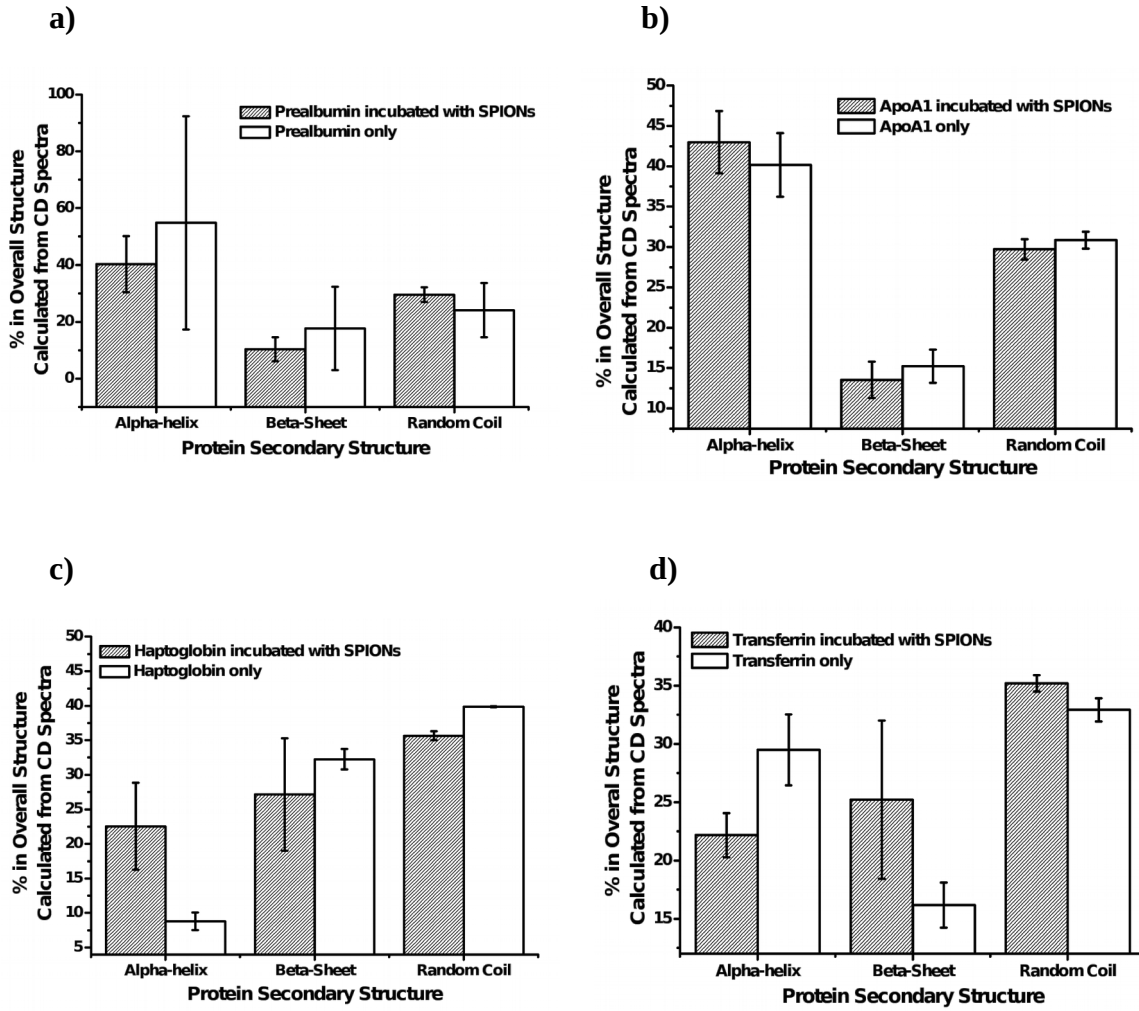 a)
% in Overall Structure
Calculated from CD Spectra
100
80
60
40
20
0
Prealbumin incubated with SPIONs
Prealbumin only
Alpha-helix Beta-Sheet Random Coil
Protein Secondary Structure
b)
% in Overall Structure
Calculated from CD Spectra
50
45
40
35
30
25
20
15
10
ApoA1 incubated with SPIONs
ApoA1 only
Alpha-helix Beta-Sheet Random Coil
Protein Secondary Structure
c)
% in Overall Structure
Calculated from CD Spectra
50
45
40
35
30
25
20
15
10
5
Haptoglobin incubated with SPIONs
Haptoglobin only
Alpha-helix Beta-Sheet Random Coil
Protein Secondary Structure
d)
% in Overall Structure
Calculated from CD Spectra
40
35
30
25
20
15
Transferrin incubated with SPIONs
Transferrin only
Alpha-helix Beta-Sheet Random Coil
Protein Secondary Structure